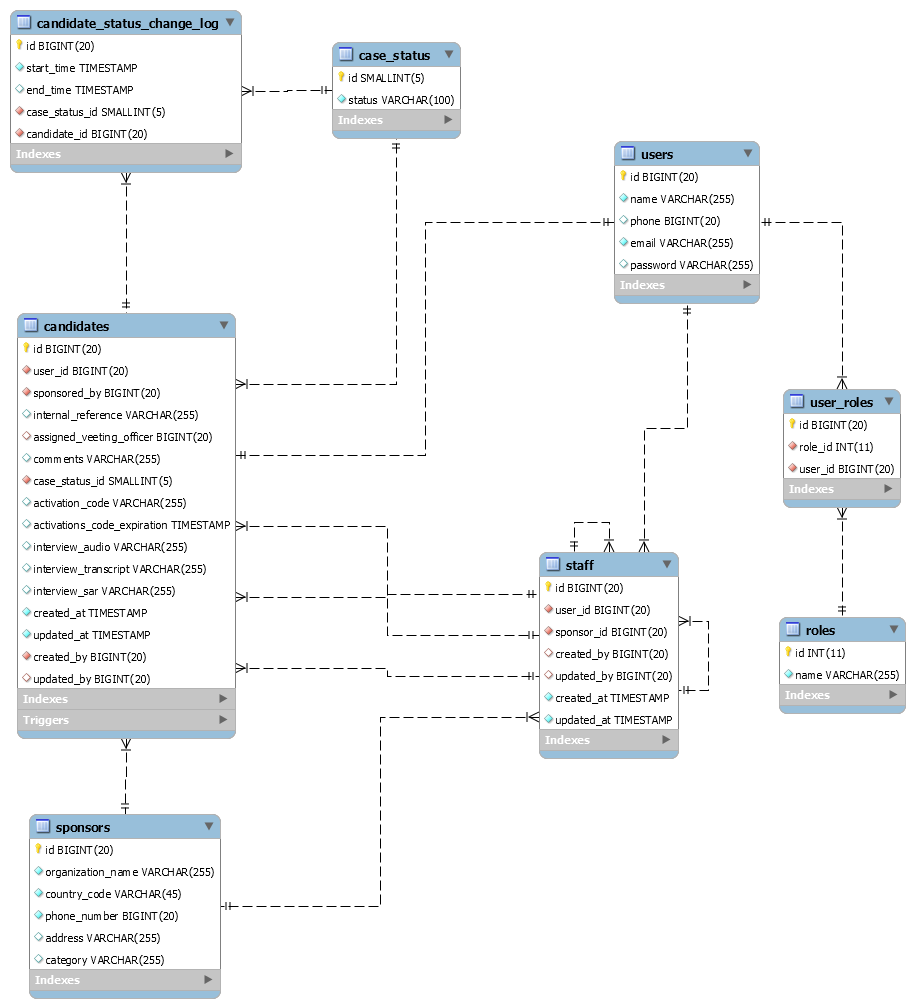 candidate_status_change_log
id BIGINT(20)
start_time TIMESTAMP
end_time TIMESTAMP
case_status_id SMALLINT(5)
candidate_id BIGINT(20)
Indexes
case_status
id SMALLINT(5)
status VARCHAR(100)
Indexes
users
id BIGINT(20)
name VARCHAR(255)
phone BIGINT(20)
email VARCHAR(255)
password VARCHAR(255)
Indexes
candidates
id BIGINT(20)
user_id BIGINT(20)
sponsored_by BIGINT(20)
internal_reference VARCHAR(255)
assigned_veeting_officer BIGINT(20)
comments VARCHAR(255)
case_status_id SMALLINT(5)
activation_code VARCHAR(255)
activations_code_expiration TIMESTAMP
interview_audio VARCHAR(255)
interview_transcript VARCHAR(255)
interview_sar VARCHAR(255)
created_at TIMESTAMP
updated_at TIMESTAMP
created_by BIGINT(20)
updated_by BIGINT(20)
Indexes
Triggers
user_roles
id BIGINT(20)
role_id INT(11)
user_id BIGINT(20)
Indexes
staff
id BIGINT(20)
user_id BIGINT(20)
sponsor_id BIGINT(20)
created_by BIGINT(20)
updated_by BIGINT(20)
created_at TIMESTAMP
updated_at TIMESTAMP
Indexes
roles
id INT(11)
name VARCHAR(255)
Indexes
sponsors
id BIGINT(20)
organization_name VARCHAR(255)
country_code VARCHAR(45)
phone_number BIGINT(20)
address VARCHAR(255)
category VARCHAR(255)
Indexes